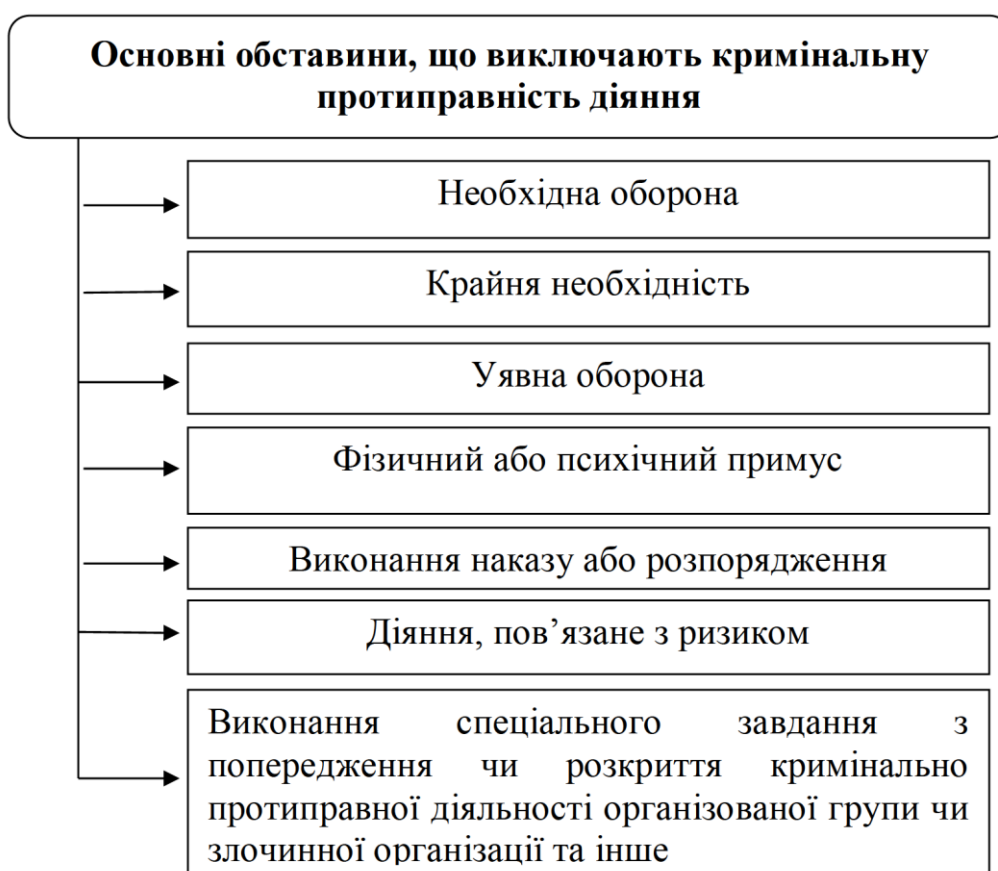 Основні обставини, що виключають кримінальну
протиправність діяння
Необхідна оборона
Крайня необхідність
Уявна оборона
Фізичний або психічний примус
Виконання наказу або розпорядження
Діяння, пов’язане з ризиком
Виконання спеціального завдання з
попередження чи розкриття кримінально
протиправної діяльності організованої групи чи
злочинної організації та інше